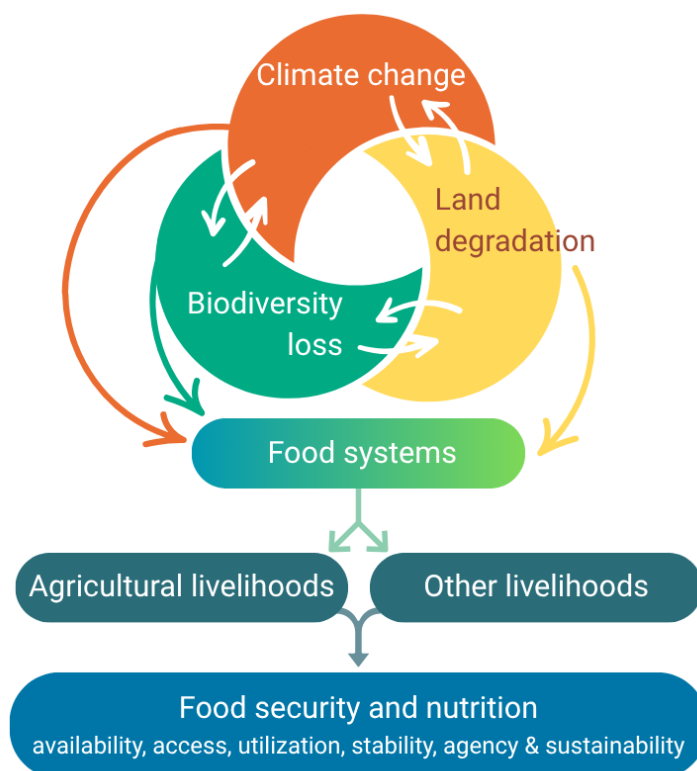 Climate change
Land
degradation
Biodiversity
loss
Food systems
Agricultural livelihoods
Other livelihoods
Food security and nutrition
availability, access, utilization, stability, agency & sustainability